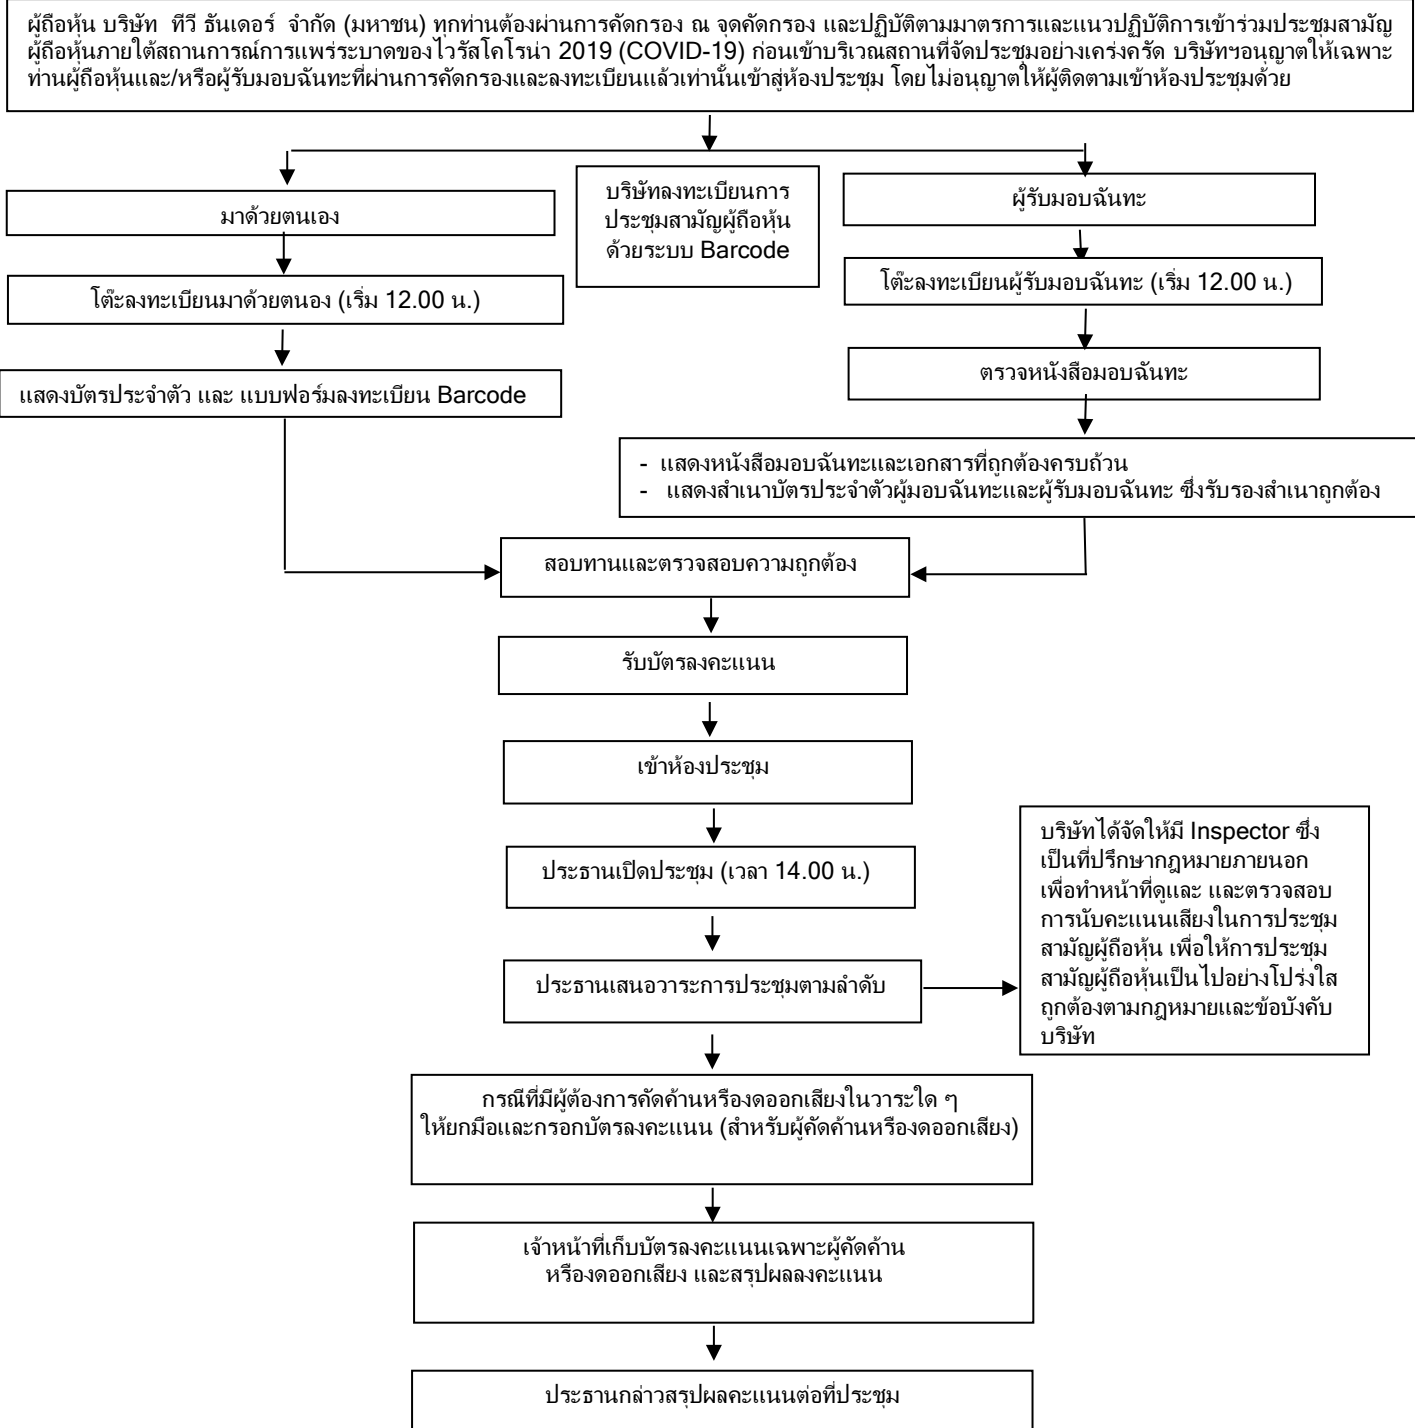 ผู้ถือหุ้น บริษัท ทีวี ธันเดอร์ จำกัด (มหาชน) ทุกท่านต้องผ่านการคัดกรอง ณ จุดคัดกรอง และปฏิบัติตามมาตรการและแนวปฏิบัติการเข้าร่วมประชุมสามัญ
ผู้ถือหุ้นภายใต้สถานการณ์การแพร่ระบาดของไวรัสโคโรน่า 2019 (COVID-19) ก่อนเข้าบริเวณสถานที่จัดประชุมอย่างเคร่งครัด บริษัทฯอนุญาตให้เฉพาะ
ท่านผู้ถือหุ้นและ/หรือผู้รับมอบฉันทะที่ผ่านการคัดกรองและลงทะเบียนแล้วเท่านั้นเข้าสู่ห้องประชุม โดยไม่อนุญาตให้ผู้ติดตามเข้าห้องประชุมด้วย
มาด้วยตนเอง
โต๊ะลงทะเบียนมาด้วยตนอง (เริ่ม 12.00 น.)
แสดงบัตรประจำตัว และ แบบฟอร์มลงทะเบียน Barcode
บริษัทลงทะเบียนการ
ประชุมสามัญผู้ถือหุ้น
ด้วยระบบ Barcode
ผู้รับมอบฉันทะ
โต๊ะลงทะเบียนผู้รับมอบฉันทะ (เริ่ม 12.00 น.)
ตรวจหนังสือมอบฉันทะ
- แสดงหนังสือมอบฉันทะและเอกสารที่ถูกต้องครบถ้วน
- แสดงสำเนาบัตรประจำตัวผู้มอบฉันทะและผู้รับมอบฉันทะ ซึ่งรับรองสำเนาถูกต้อง
สอบทานและตรวจสอบความถูกต้อง
รับบัตรลงคะแนน
เข้าห้องประชุม
ประธานเปิดประชุม (เวลา 14.00 น.)
ประธานเสนอวาระการประชุมตามลำดับ
บริษัทได้จัดให้มี Inspector ซึ่ง
เป็นที่ปรึกษากฎหมายภายนอก
เพื่อทำหน้าที่ดูและ และตรวจสอบ
การนับคะแนนเสียงในการประชุม
สามัญผู้ถือหุ้น เพื่อให้การประชุม
สามัญผู้ถือหุ้นเป็นไปอย่างโปร่งใส
ถูกต้องตามกฎหมายและข้อบังคับ
บริษัท
กรณีที่มีผู้ต้องการคัดค้านหรืองดออกเสียงในวาระใด ๆ
ให้ยกมือและกรอกบัตรลงคะแนน (สำหรับผู้คัดค้านหรืองดออกเสียง)
เจ้าหน้าที่เก็บบัตรลงคะแนนเฉพาะผู้คัดค้าน
หรืองดออกเสียง และสรุปผลลงคะแนน
ประธานกล่าวสรุปผลคะแนนต่อที่ประชุม